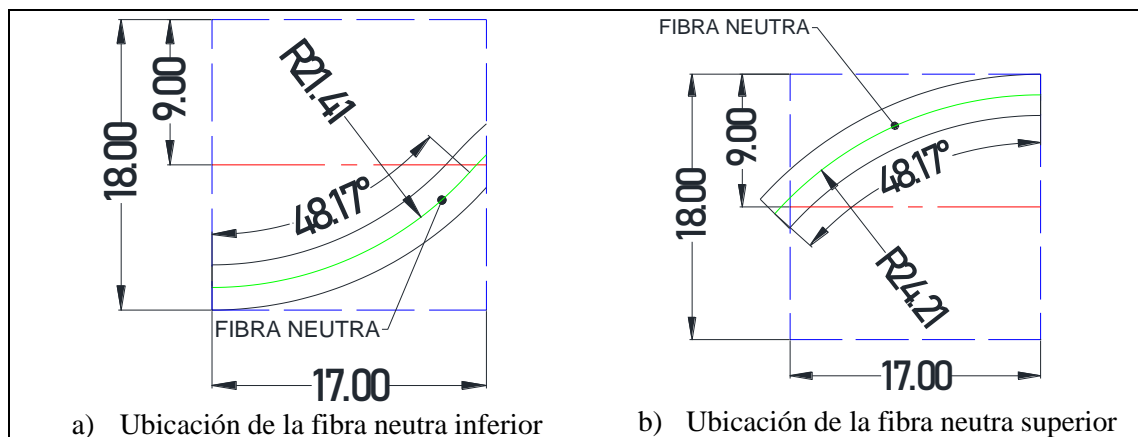 18.00
9.00
R21.41
48.17°
FIBRA NEUTRA
17.00
a) Ubicación de la fibra neutra inferior
FIBRA NEUTRA
18.00
9.00
48.17°
R24.21
17.00
b) Ubicación de la fibra neutra superior